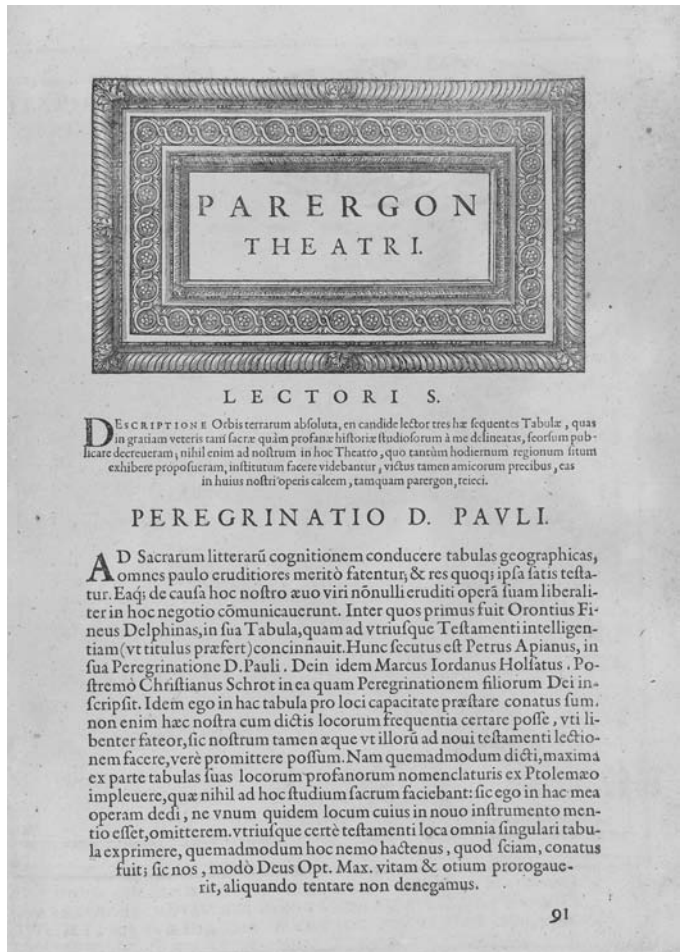 PARERGON
THEATRI.
LECTORI S.
DESCRIPTIONE Orbis terrarum absoluta, en candide lector tres hæ sequentes Tabulæ, quas
in gratiam veteris tam sacræ quàm profanæ historiæ studiosorum à me delineatas, seorsum pub-
licare decreueram; nihil enim ad nostrum in hoc Theatro, quo tantùm hodiernum regionum situm
exhibere proposueram, institutum facere videbantur, victus tamen amicorum precibus, eas
in huius nostri operis calcem, tamquam parergon, reieci.
PEREGRINATIO D. PAVLI.
AD Sacrarum litterarũ cognitionem conducere tabulas geographicas,
omnes paulo eruditiores meritò fatentur, & res quoq; ipsa satis testa-
tur. Eaq; de causa hoc nostro æuo viri nõnulli eruditi operã suam liberali-
ter in hoc negotio cõmunicauerunt. Inter quos primus fuit Orontius Fi-
neus Delphinas, in sua Tabula, quam ad vtriusque Testamenti intelligen-
tiam (vt titulus præfert) concinnauit. Hunc secutus est Petrus Apianus, in
sua Peregrinatione D. Pauli. Dein idem Marcus Iordanus Holsatus. Po-
stremò Christianus Schrot in ea quam Peregrinationem filiorum Dei in-
scripsit. Idem ego in hac tabula pro loci capacitate præstare conatus sum.
non enim hæc nostra cum dictis locorum frequentia certare posse, vti li-
benter fateor, sic nostrum tamen æque vt illorũ ad noui testamenti lectio-
nem facere, verè promittere possum. Nam quemadmodum dicti, maxima
ex parte tabulas suas locorum profanorum nomenclaturis ex Ptolemæo
impleuere, quæ nihil ad hoc studium sacrum faciebant: sic ego in hac mea
operam dedi, ne vnum quidem locum cuius in nouo instrumento men-
tio esset, omitterem. vtriusque certè testamenti loca omnia singulari tabu-
la exprimere, quemadmodum hoc nemo hactenus, quod sciam, conatus
fuit; sic nos, modò Deus Opt. Max. vitam & otium prorogaue-
rit, aliquando tentare non denegamus.
91